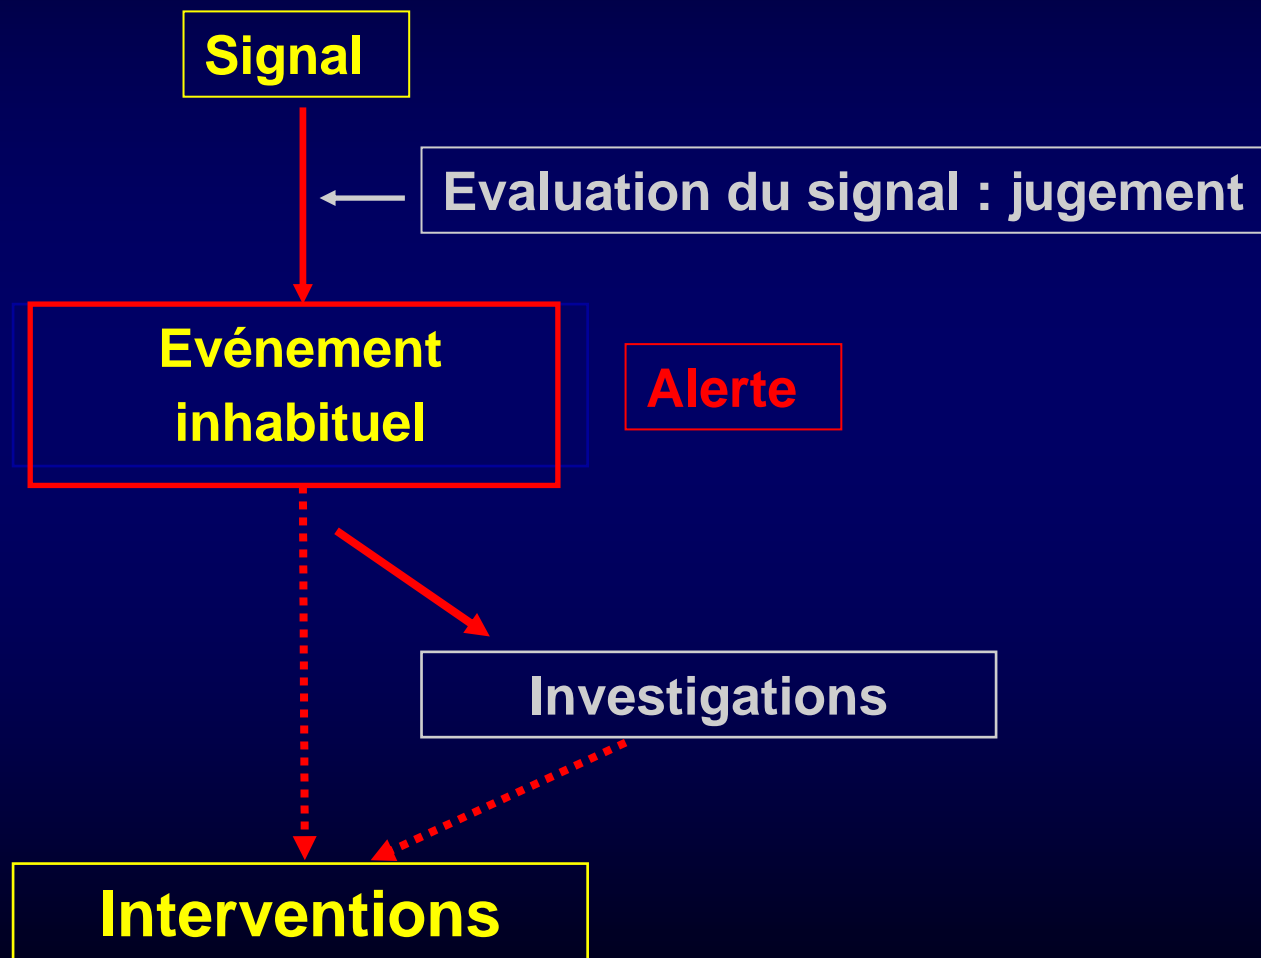 Signal
Evaluation du signal : jugement
Evénement
inhabituel
Alerte
Investigations
Interventions